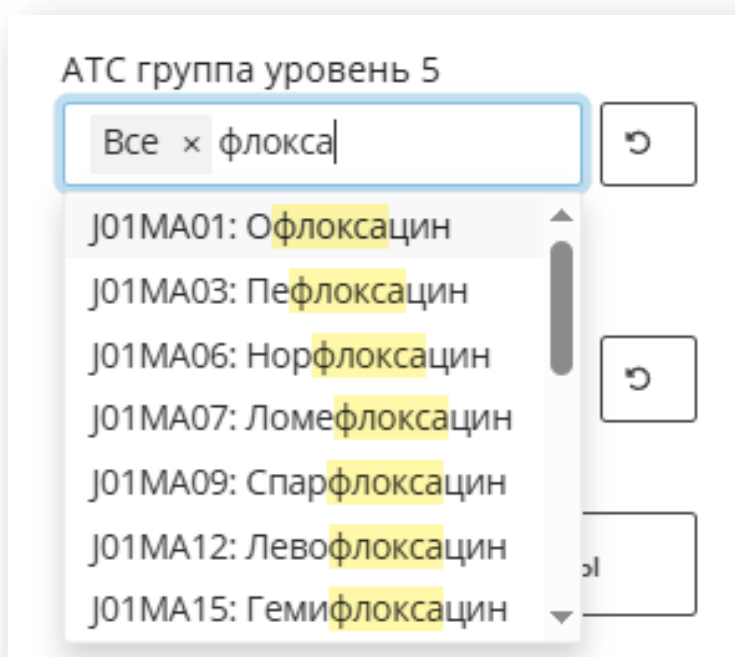 АТС группа уровень 5
Все × флокса
J01MA01: Офлоксацин
J01MA03: Пефлоксацин
J01MA06: Норфлоксацин
J01MA07: Ломефлоксацин
J01MA09: Спарфлоксацин
J01MA12: Левофлоксацин
ы
J01MA15: Гемифлоксацин